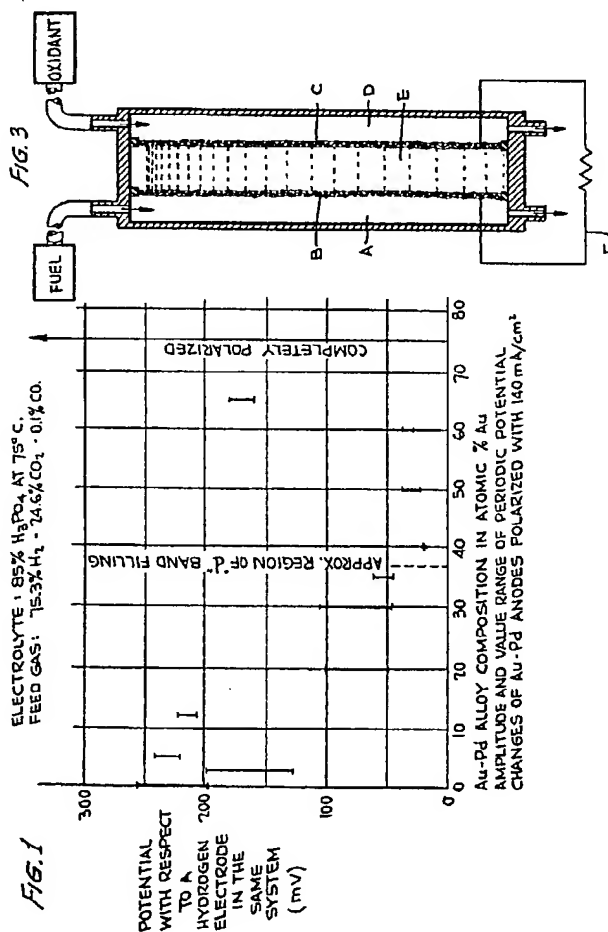 FIG. 1
ELECTROLYTE: 85% H3PO4 AT 75° C.
FEED GAS: 75.3% H2 - 24.6% CO2 - 0.1% CO.
POTENTIAL
WITH RESPECT
TO A
HYDROGEN
ELECTRODE
IN THE
SAME
SYSTEM
(mV)
300
200
100
0
APPROX. REGION OF "d" BAND FILLING
COMPLETELY POLARIZED
0 10 20 30 40 50 60 70 80
Au-Pd ALLOY COMPOSITION IN ATOMIC % Au
AMPLITUDE AND VALUE RANGE OF PERIODIC POTENTIAL
CHANGES OF Au-Pd ANODES POLARIZED WITH 140 mA/cm²
FIG. 3
FUEL
OXIDANT
B
A
C
D
E
F